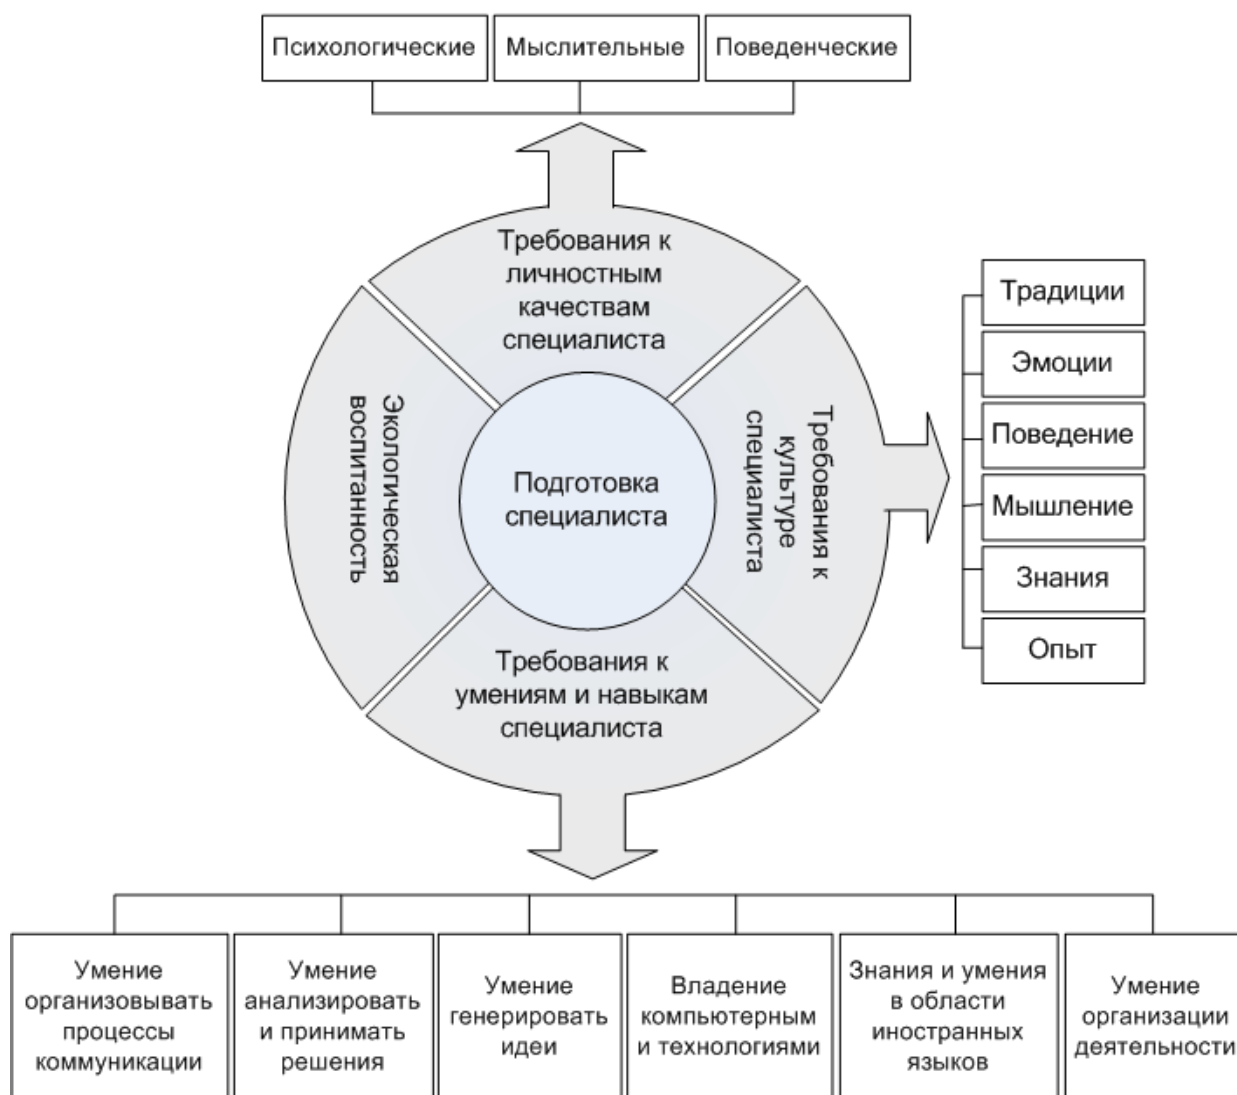 Психологические
Мыслительные
Поведенческие
Требования к
личностным
качествам
специалиста
Экологическая
воспитанность
Подготовка
специалиста
Требования к
культуре
специалиста
Традиции
Эмоции
Поведение
Мышление
Знания
Опыт
Требования к
умениям и навыкам
специалиста
Умение
организовывать
процессы
коммуникации
Умение
анализировать
и принимать
решения
Умение
генерировать
идеи
Владение
компьютерным
и технологиями
Знания и умения
в области
иностранных
языков
Умение
организации
деятельности